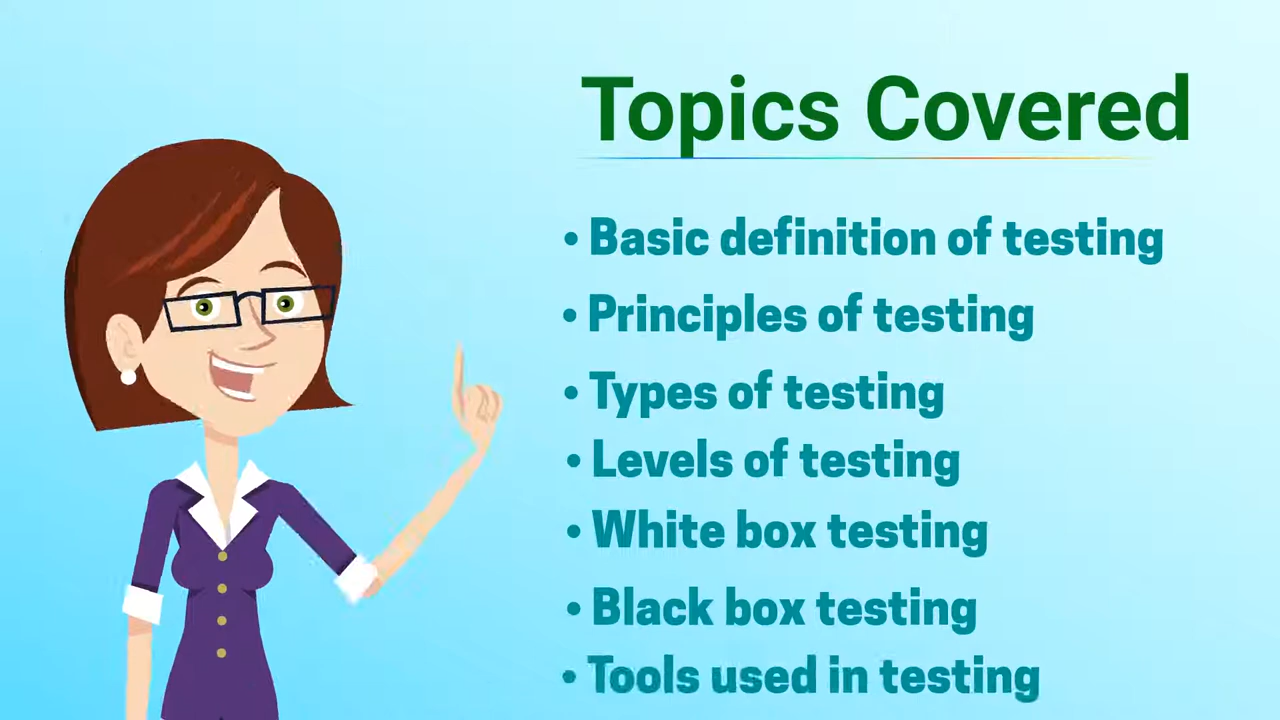 Topics Covered
• Basic definition of testing
• Principles of testing
• Types of testing
• Levels of testing
• White box testing
• Black box testing
• Tools used in testing